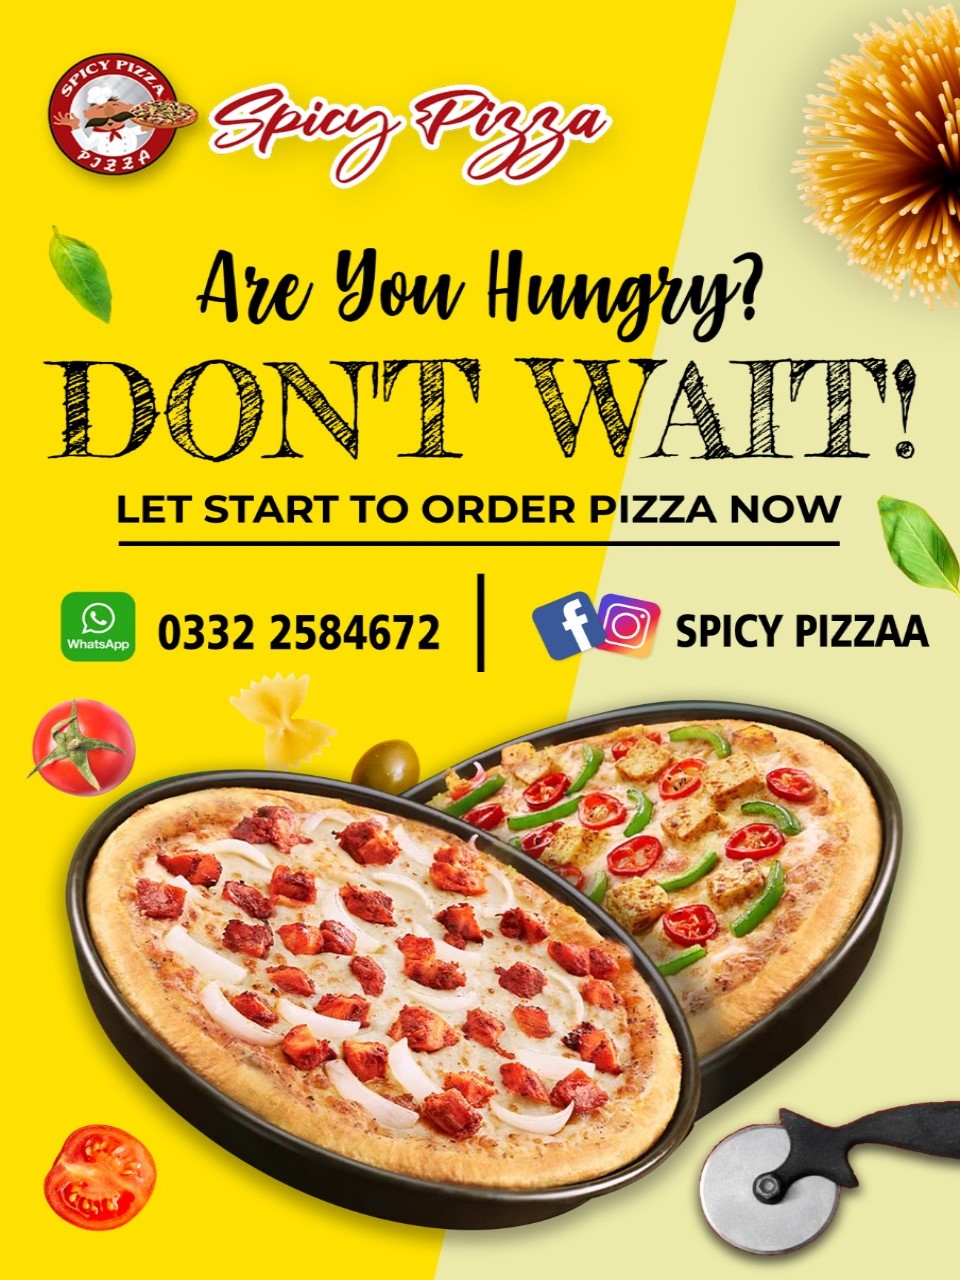 SPICY PIZZA
PIZZA
Spicy Pizza
Are You Hungry?
DON'T WAIT!
LET START TO ORDER PIZZA NOW
WhatsApp
0332 2584672
SPICY PIZZAA